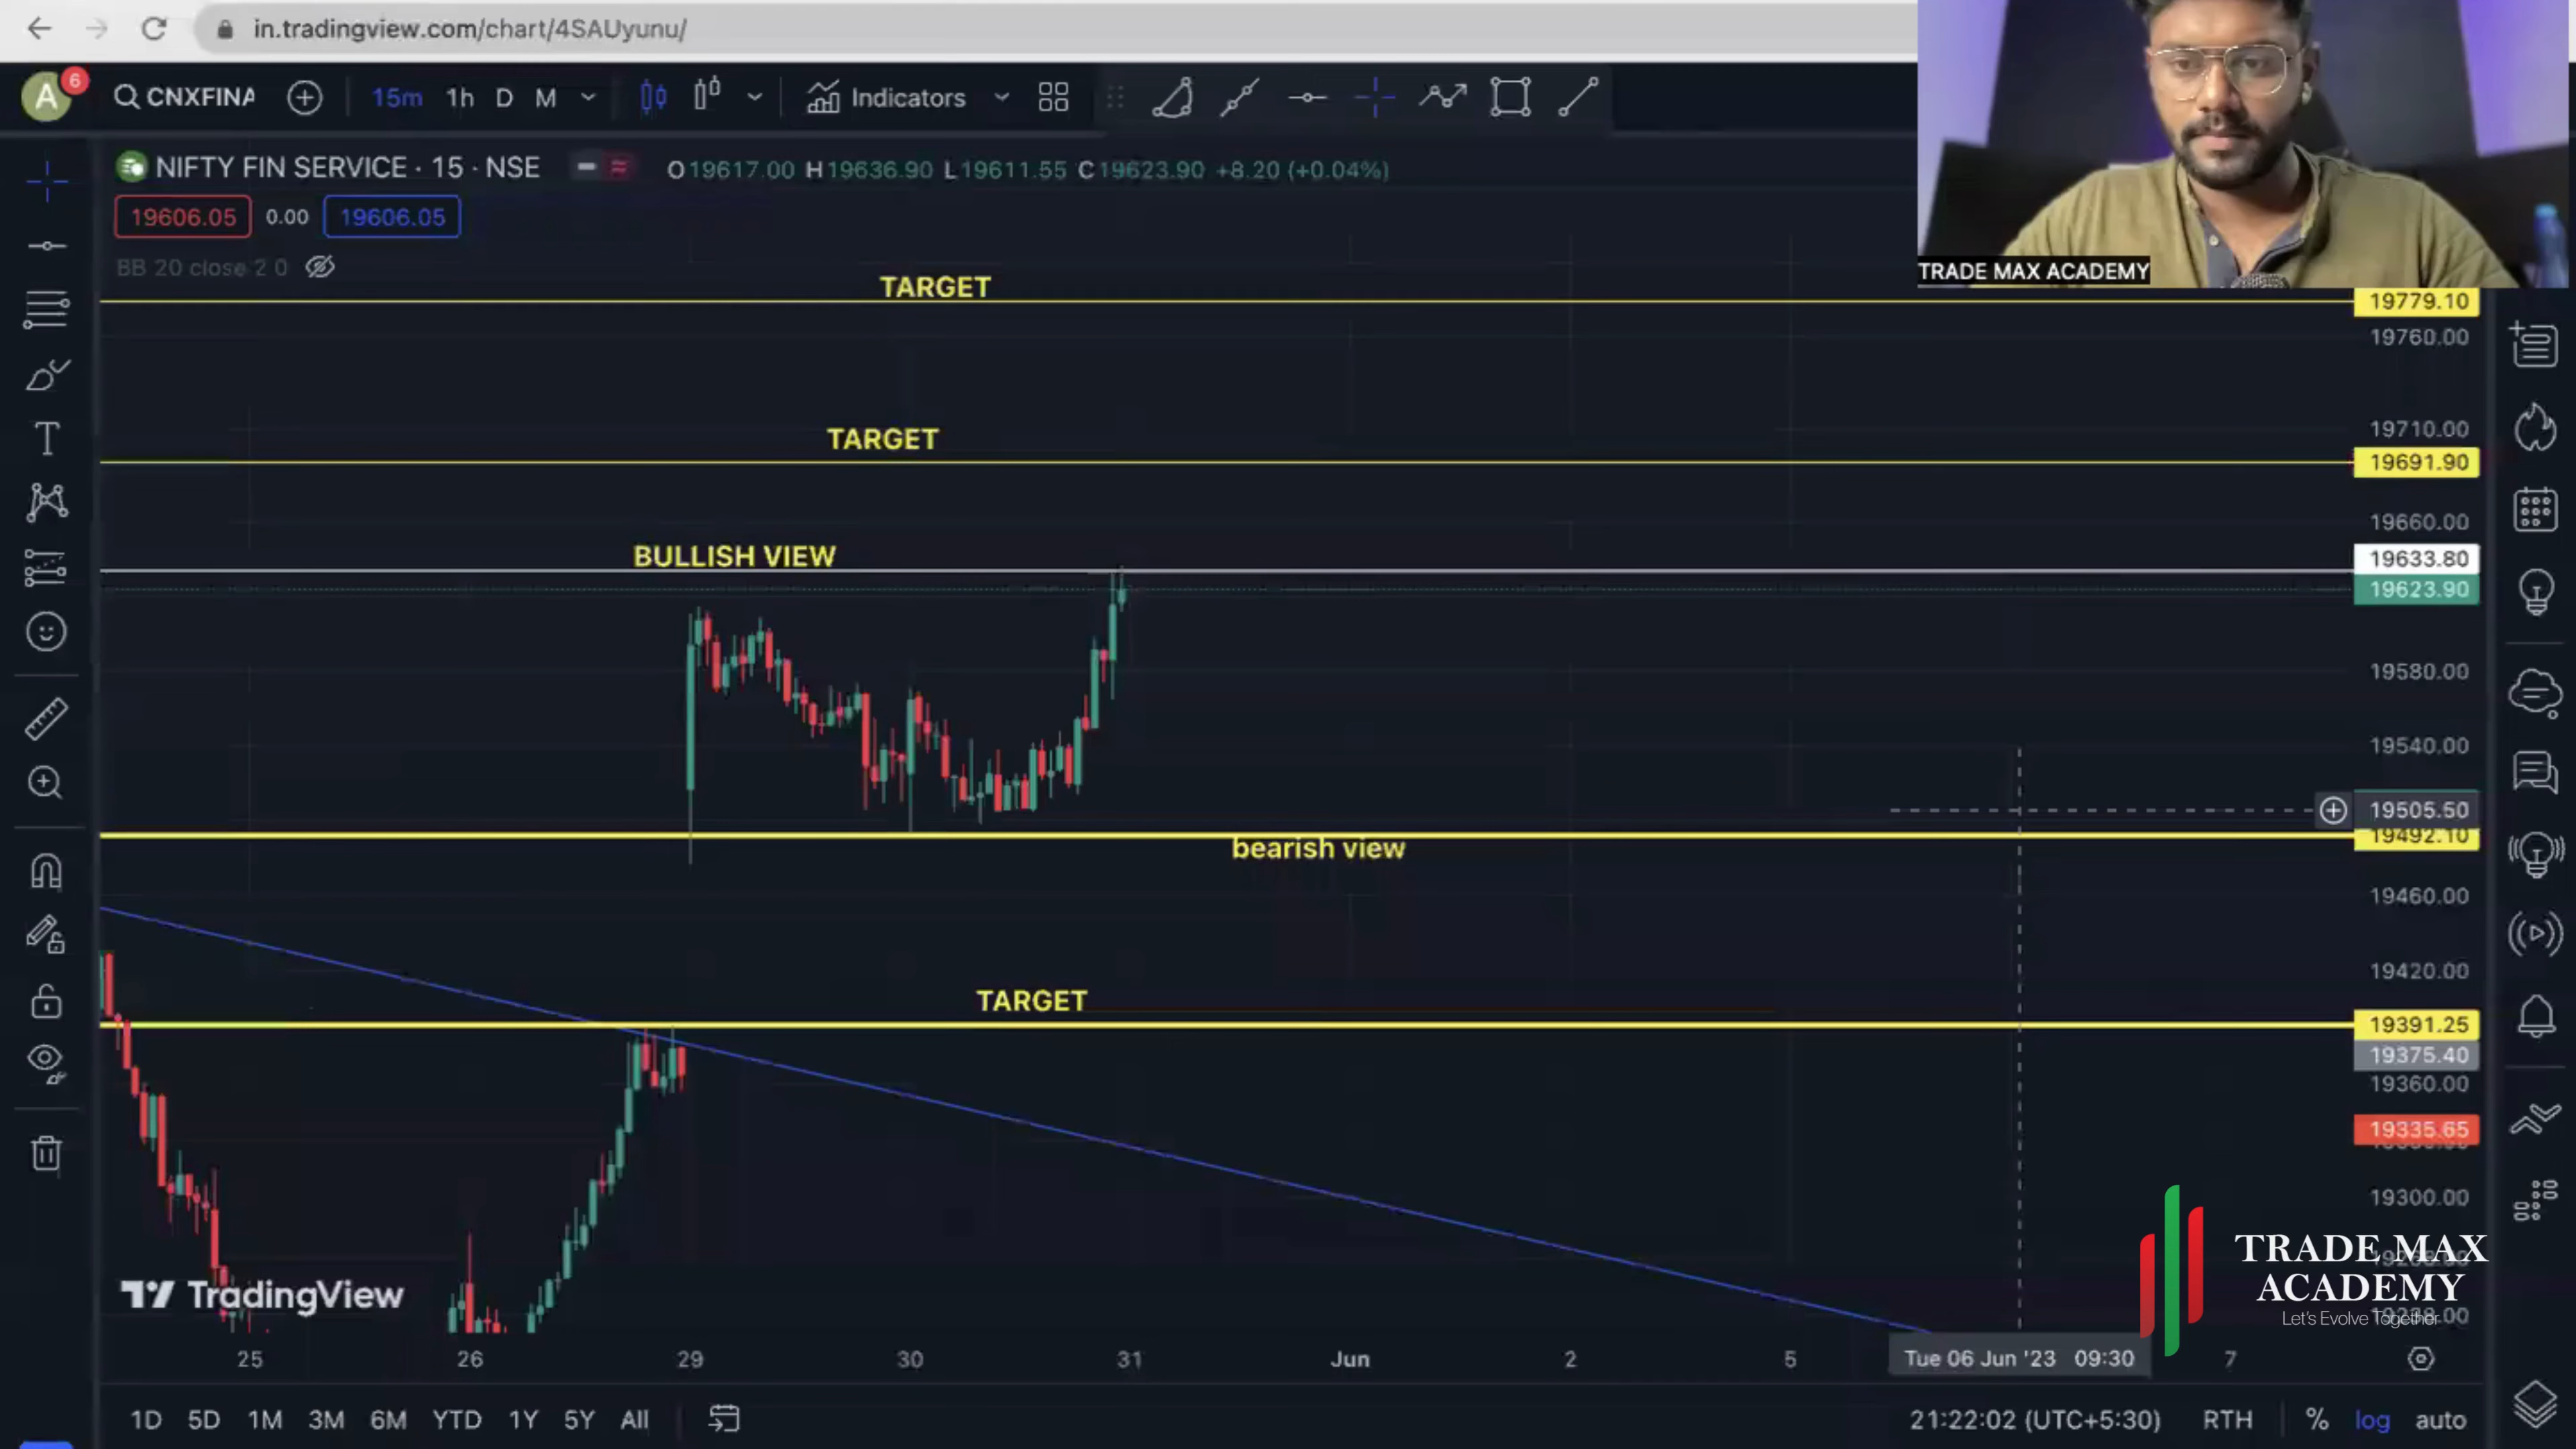 in.tradingview.com/chart/4SAUyunu/
A 6 CNXFINA 15m 1h D M Indicators
NIFTY FIN SERVICE · 15 · NSE O19617.00 H19636.90 L19611.55 C19623.90 +8.20 (+0.04%)
19606.05 0.00 19606.05
BB 20 close 2 0
TRADE MAX ACADEMY
TARGET
19779.10
19760.00
TARGET
19710.00
19691.90
19660.00
BULLISH VIEW
19633.80
19623.90
19580.00
19540.00
19505.50
19492.10
bearish view
19460.00
19420.00
TARGET
19391.25
19375.40
19360.00
19335.65
19300.00
TRADE MAX
ACADEMY
Let's Evolve Together
TradingView
25 26 29 30 31 Jun 2 5 Tue 06 Jun '23 09:30 7
1D 5D 1M 3M 6M YTD 1Y 5Y All 21:22:02 (UTC+5:30) RTH % log auto